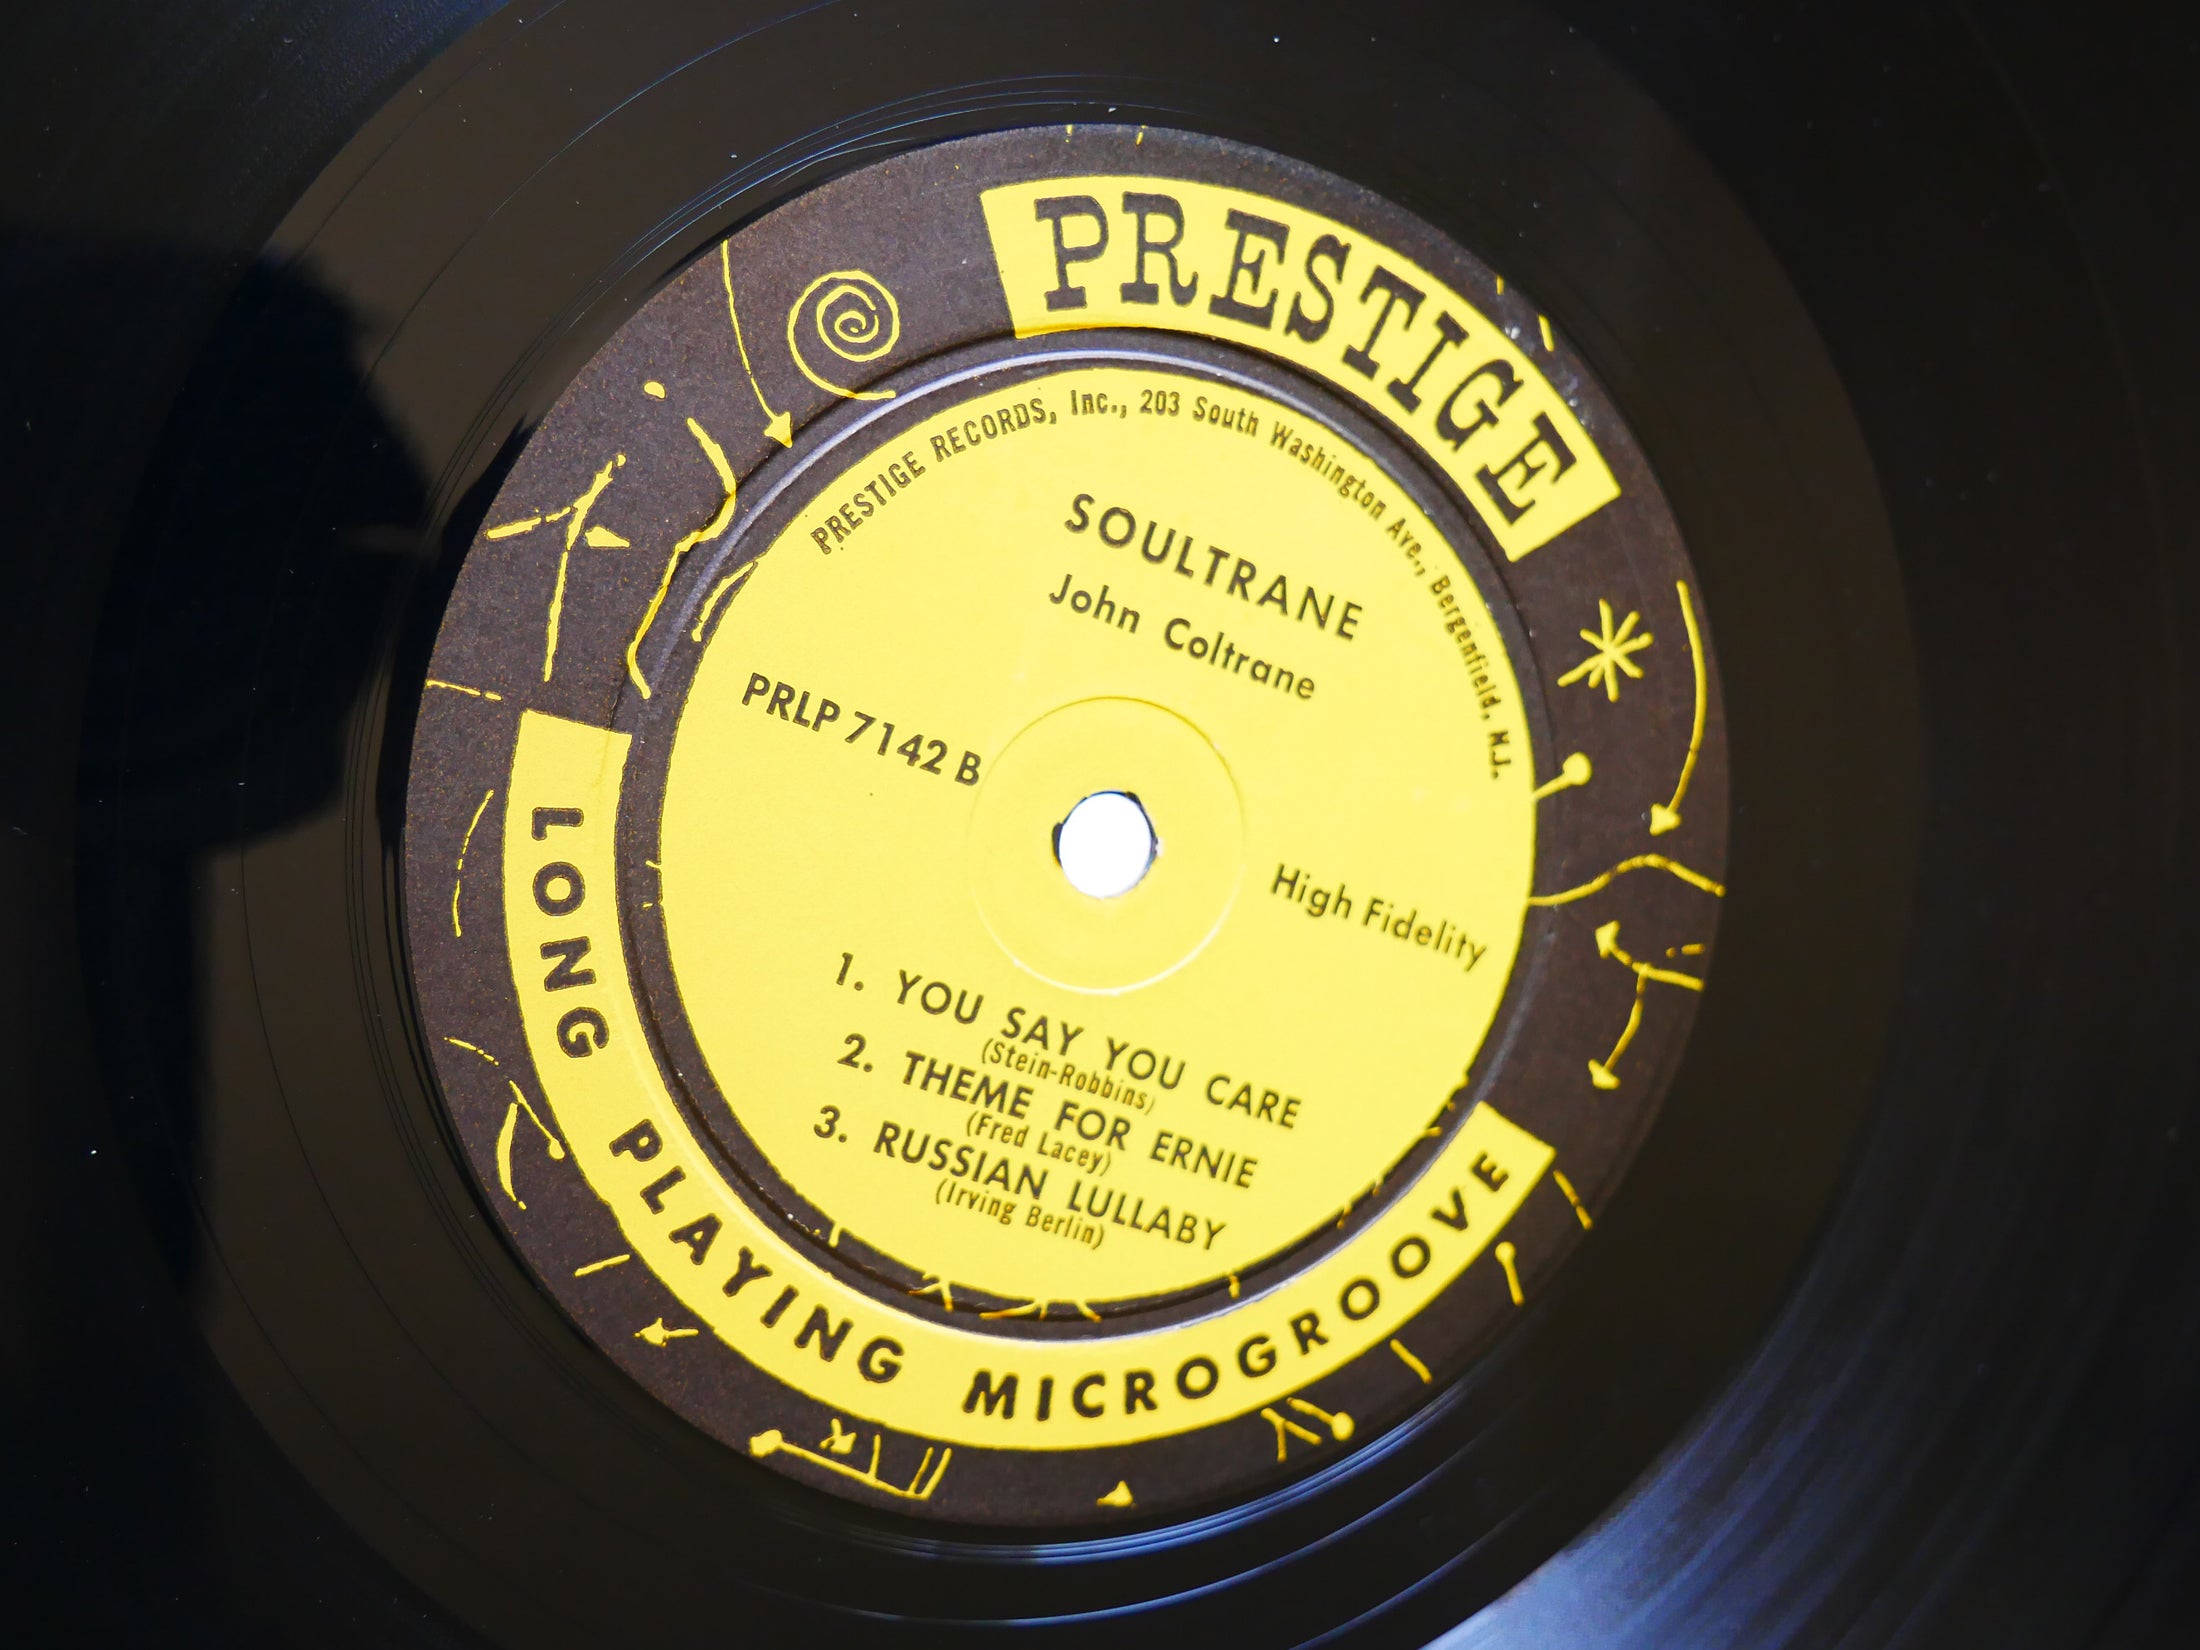 PRESTIGE
PRESTIGE RECORDS, Inc., 203 South Washington Ave., Bergenfield, N.J.
SOULTRANE
John Coltrane
PRLP 7142 B
High Fidelity
1. YOU SAY YOU CARE
(Stein-Robbins)
2. THEME FOR ERNIE
(Fred Lacey)
3. RUSSIAN LULLABY
(Irving Berlin)
LONG PLAYING MICROGROOVE